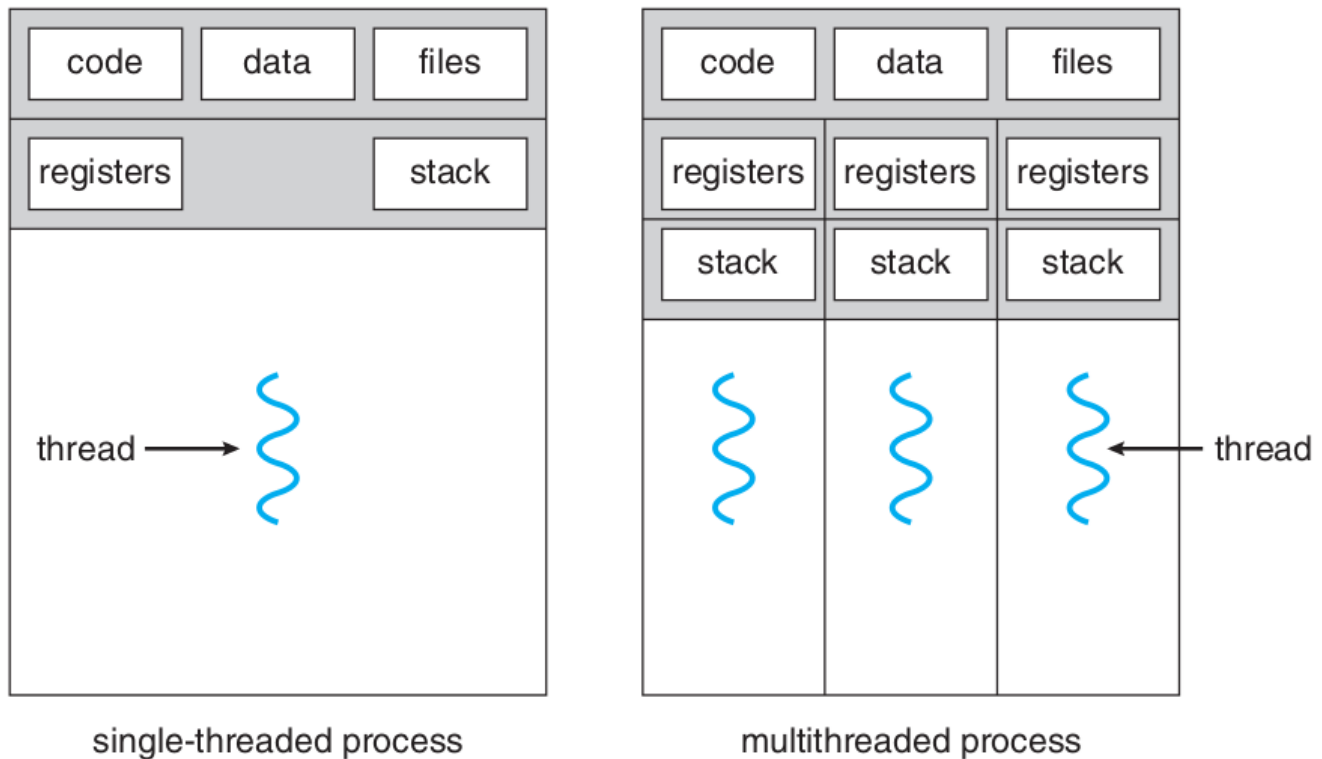 code data files
registers stack
thread
single-threaded process
code data files
registers registers registers
stack stack stack
thread
multithreaded process